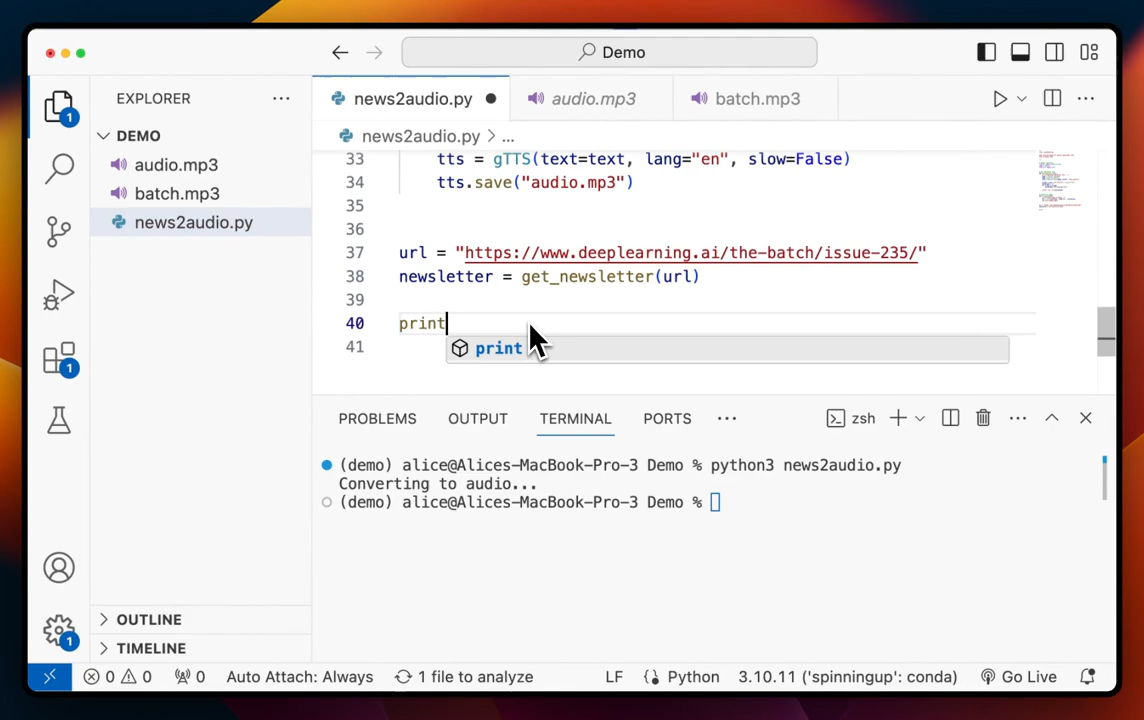 Demo
EXPLORER
DEMO
audio.mp3
batch.mp3
news2audio.py
OUTLINE
TIMELINE
1
1
1
news2audio.py
audio.mp3
batch.mp3
news2audio.py > ...
33 tts = gTTS(text=text, lang="en", slow=False)
34 tts.save("audio.mp3")
35
36
37 url = "https://www.deeplearning.ai/the-batch/issue-235/"
38 newsletter = get_newsletter(url)
39
40 print
41
print
PROBLEMS OUTPUT TERMINAL PORTS ... zsh
(demo) alice@Alices-MacBook-Pro-3 Demo % python3 news2audio.py
Converting to audio...
(demo) alice@Alices-MacBook-Pro-3 Demo %
0 0 0 Auto Attach: Always 1 file to analyze LF Python 3.10.11 ('spinningup': conda) Go Live